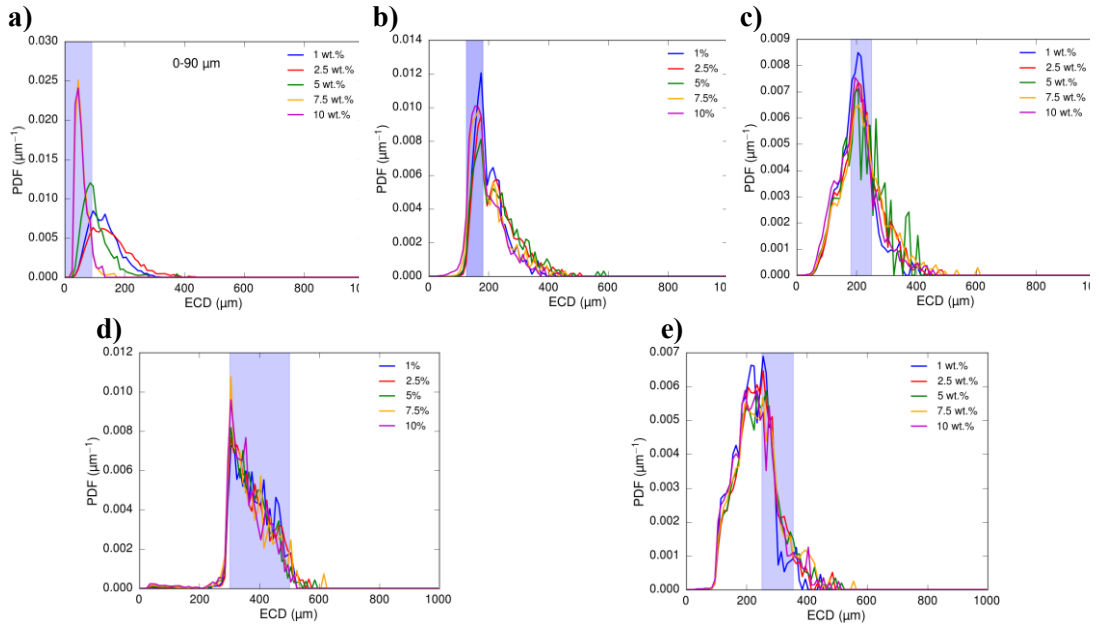 a)
0.030
0.025
0.020
0.015
0.010
0.005
0.000
PDF (µm⁻¹)
0-90 µm
1 wt.%
2.5 wt.%
5 wt.%
7.5 wt.%
10 wt.%
0 200 400 600 800 1(
ECD (µm)
b)
0.014
0.012
0.010
0.008
0.006
0.004
0.002
0.000
PDF (µm⁻¹)
1%
2.5%
5%
7.5%
10%
0 200 400 600 800 10
ECD (µm)
c)
0.009
0.008
0.007
0.006
0.005
0.004
0.003
0.002
0.001
0.000
PDF (µm⁻¹)
1 wt.%
2.5 wt.%
5 wt.%
7.5 wt.%
10 wt.%
0 200 400 600 800 1(
ECD (µm)
d)
0.012
0.010
0.008
0.006
0.004
0.002
0.000
PDF (µm⁻¹)
1%
2.5%
5%
7.5%
10%
0 200 400 600 800 1000
ECD (µm)
e)
0.007
0.006
0.005
0.004
0.003
0.002
0.001
0.000
PDF (µm⁻¹)
1 wt.%
2.5 wt.%
5 wt.%
7.5 wt.%
10 wt.%
0 200 400 600 800 1000
ECD (µm)